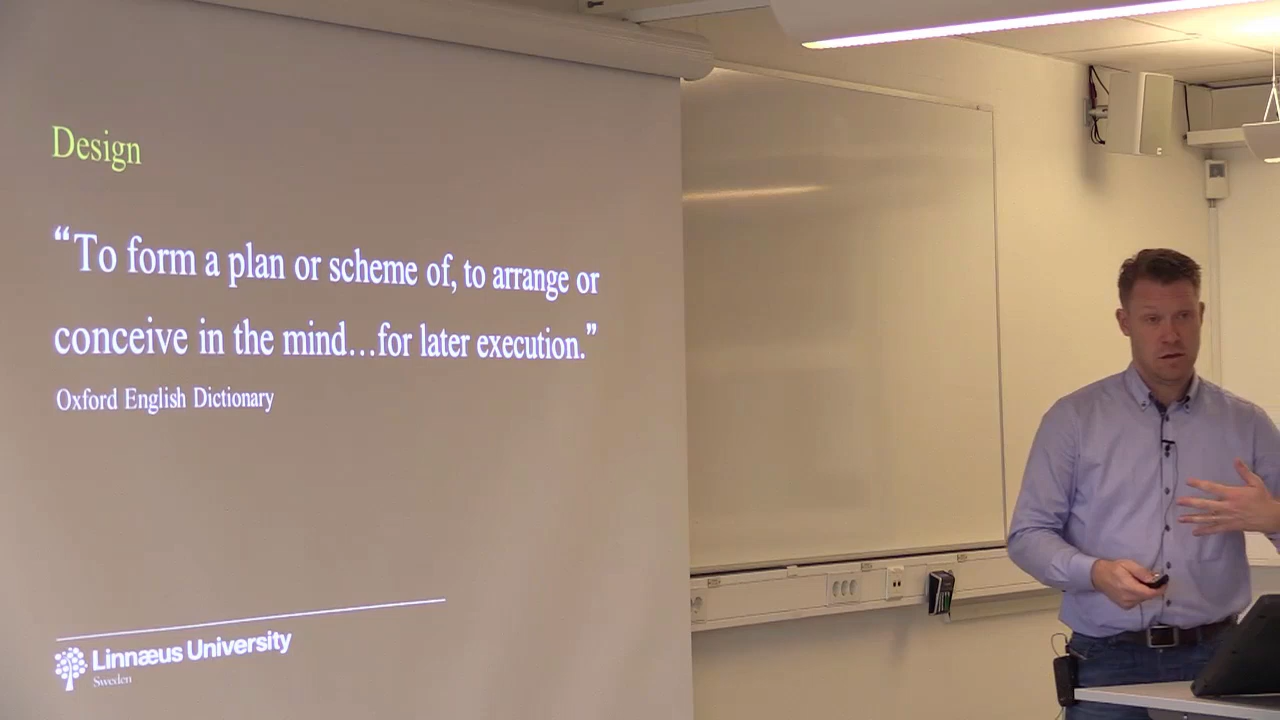 Design
“To form a plan or scheme of, to arrange or
conceive in the mind…for later execution.”
Oxford English Dictionary
Linnæus University
Sweden